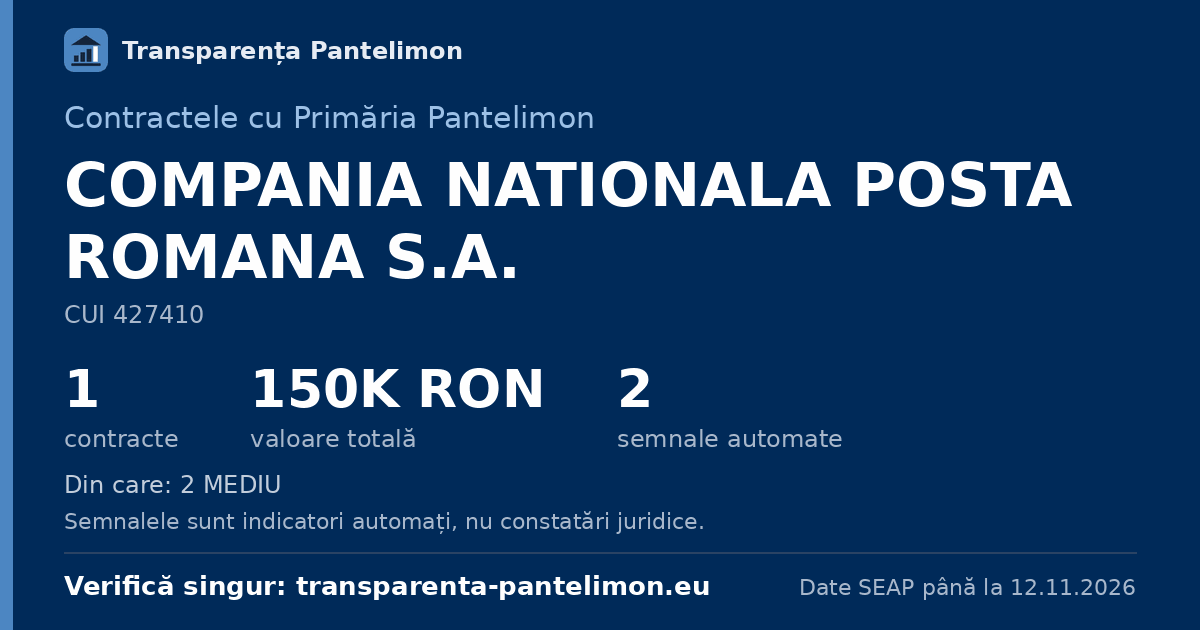 Transparența Pantelimon
Contractele cu Primăria Pantelimon
COMPANIA NATIONALA POSTA
ROMANA S.A.
CUI 427410
1 150K RON 2
contracte valoare totală semnale automate
Din care: 2 MEDIU
Semnalele sunt indicatori automați, nu constatări juridice.
Verifică singur: transparenta-pantelimon.eu Date SEAP până la 12.11.2026